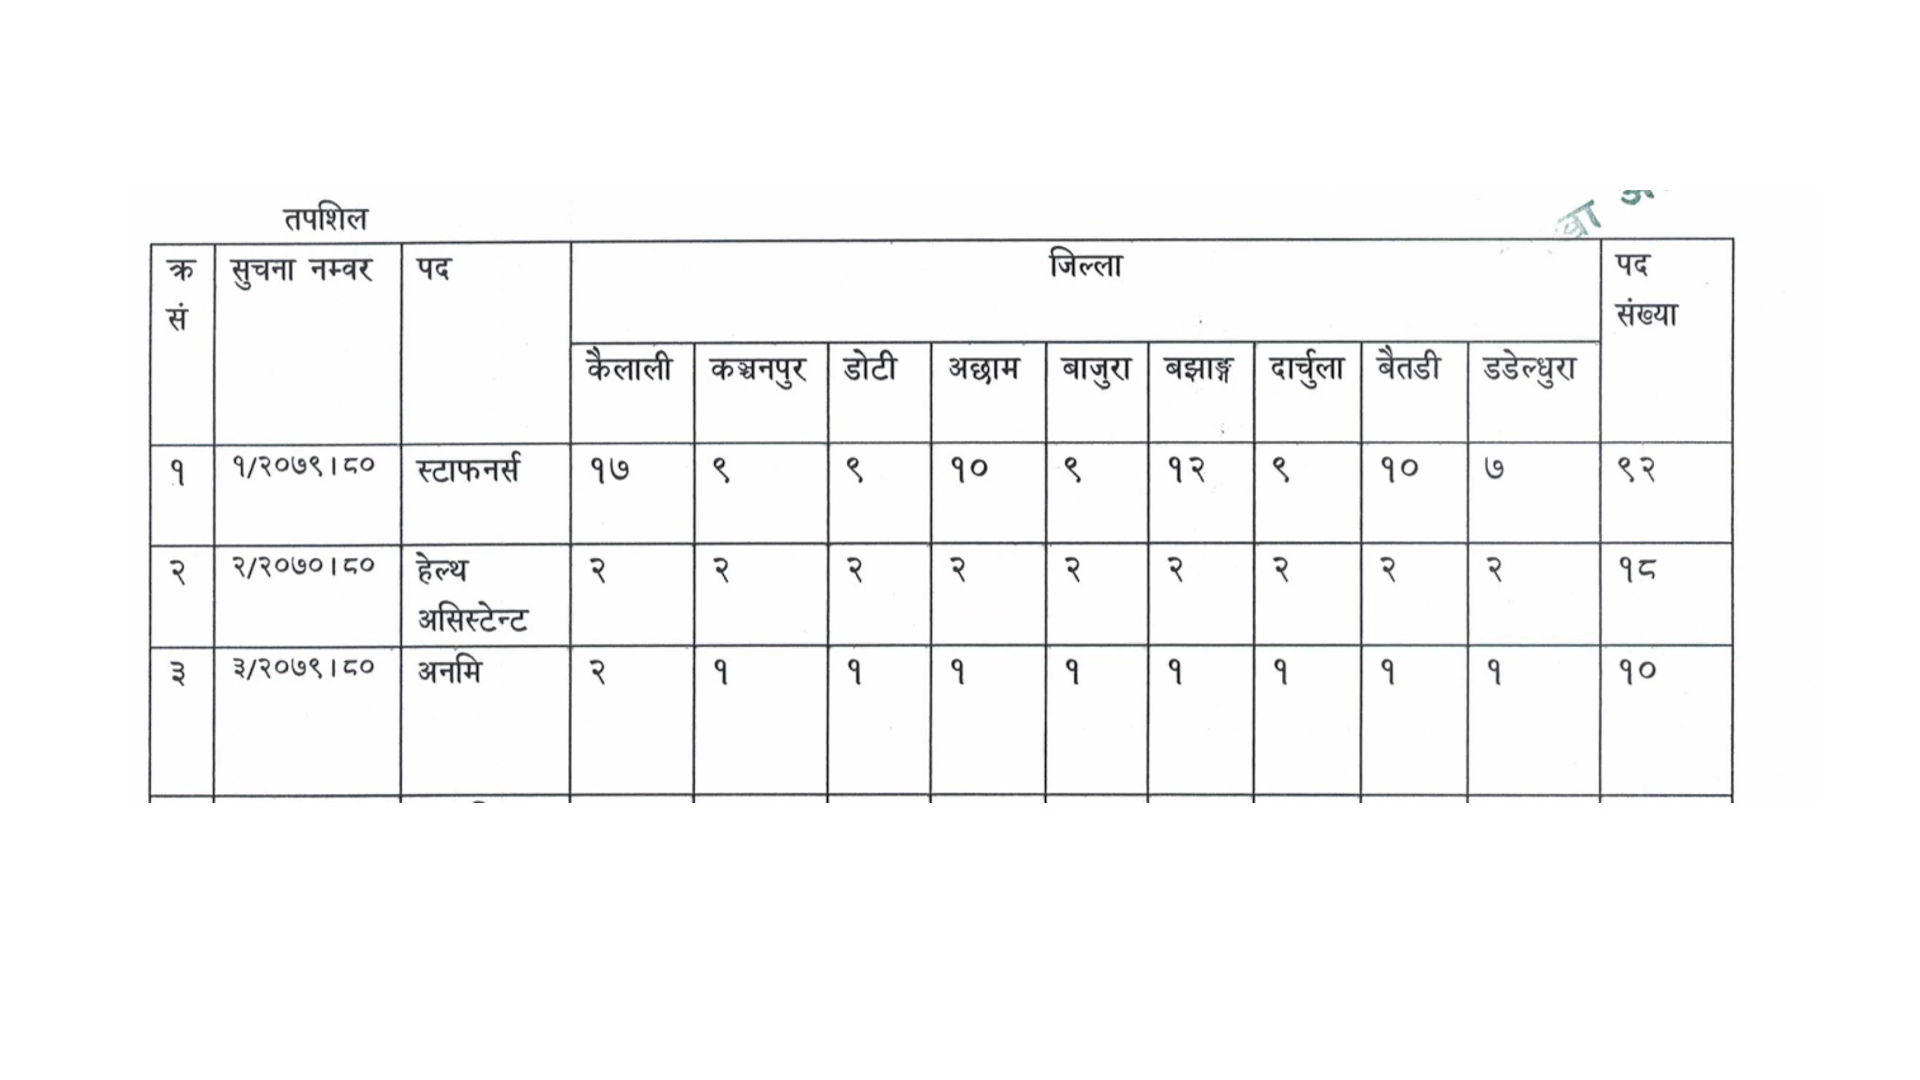 तपशिल
क्र सं सुचना नम्वर पद जिल्ला पद संख्या
कैलाली कञ्चनपुर डोटी अछाम बाजुरा बझाङ्ग दार्चुला बैतडी डडेल्धुरा
१ १/२०७९।८० स्टाफनर्स १७ ९ ९ १० ९ १२ ९ १० ७ ९२
२ २/२०७०।८० हेल्थ असिस्टेन्ट २ २ २ २ २ २ २ २ २ १८
३ ३/२०७९।८० अनमि २ १ १ १ १ १ १ १ १ १०